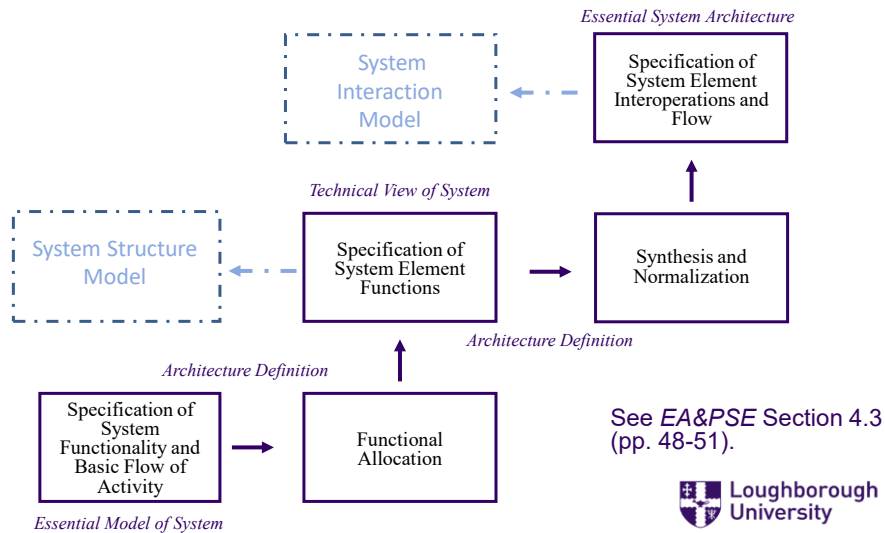 Essential System Architecture
System
Interaction
Model
Specification of
System Element
Interoperations and
Flow
Technical View of System
System Structure
Model
Specification of
System Element
Functions
Synthesis and
Normalization
Architecture Definition
Architecture Definition
Specification of
System
Functionality and
Basic Flow of
Activity
Functional
Allocation
See EA&PSE Section 4.3
(pp. 48-51).
Essential Model of System
Loughborough
University